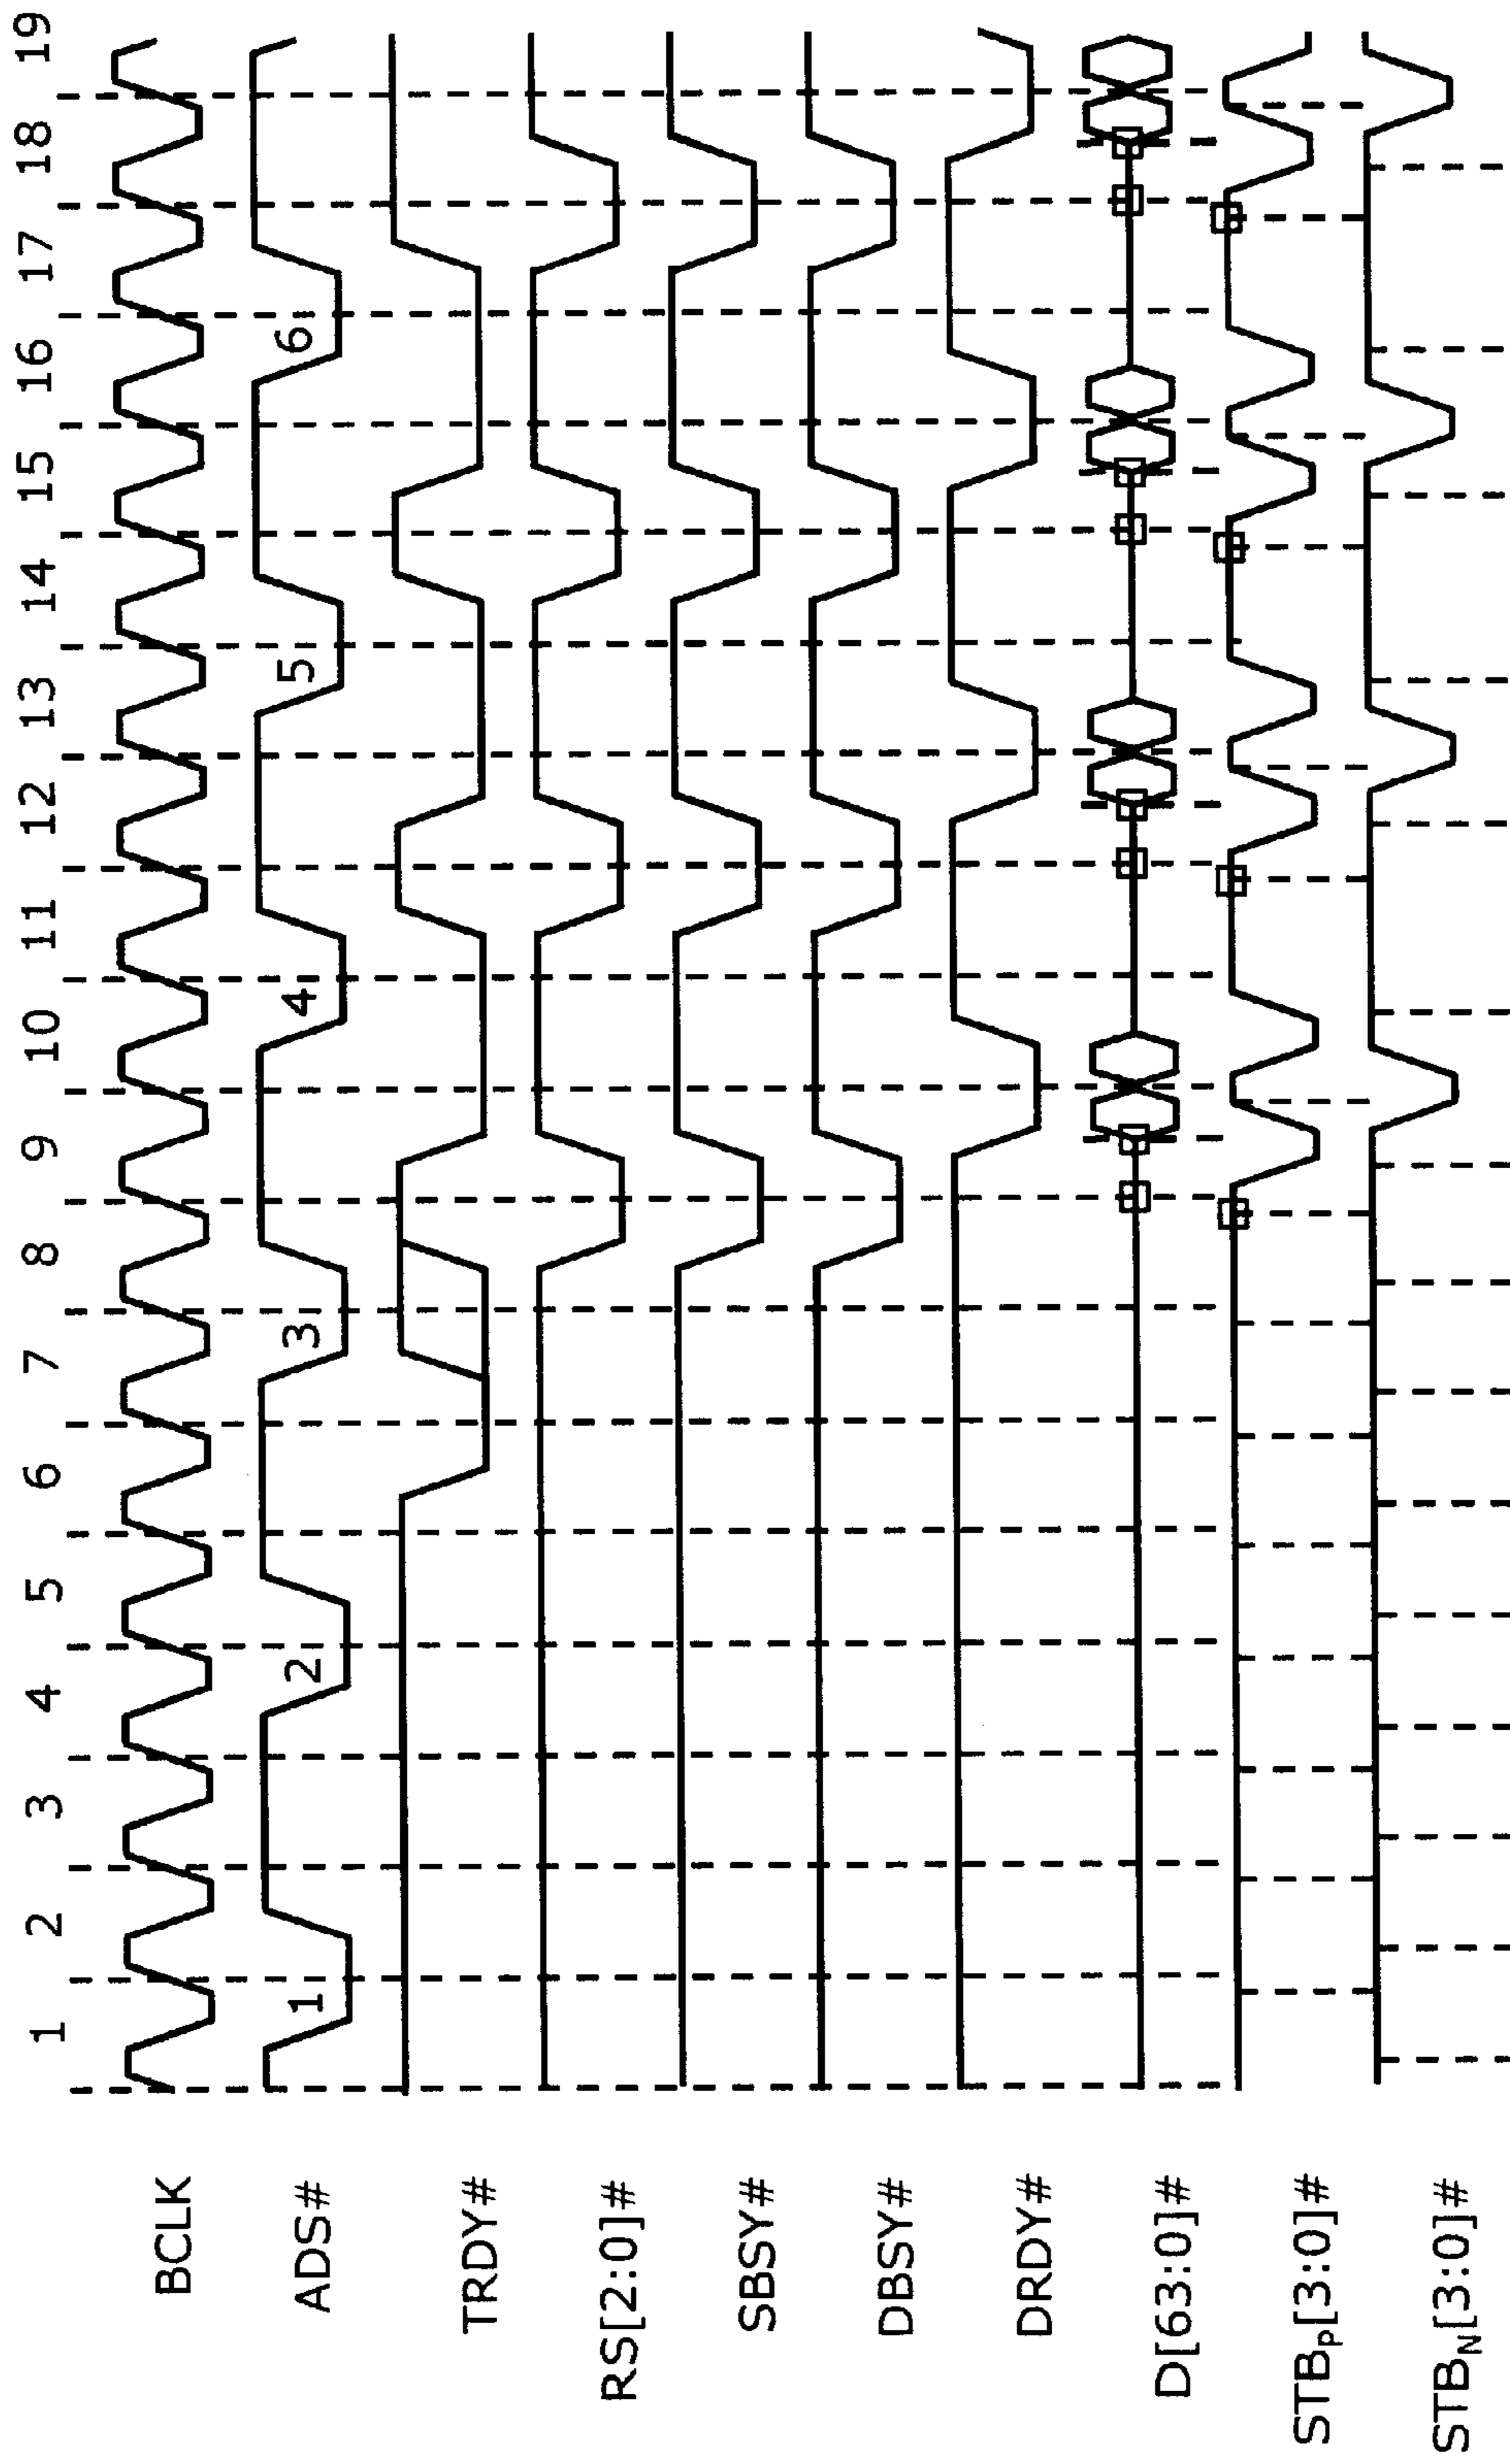 1 2 3 4 5 6 7 8 9 10 11 12 13 14 15 16 17 18 19
BCLK
ADS# 1 2 3 4 5 6
TRDY#
RS[2:0]#
SBSY#
DBSY#
DRDY#
D[63:0]#
STBP[3:0]#
STBN[3:0]#